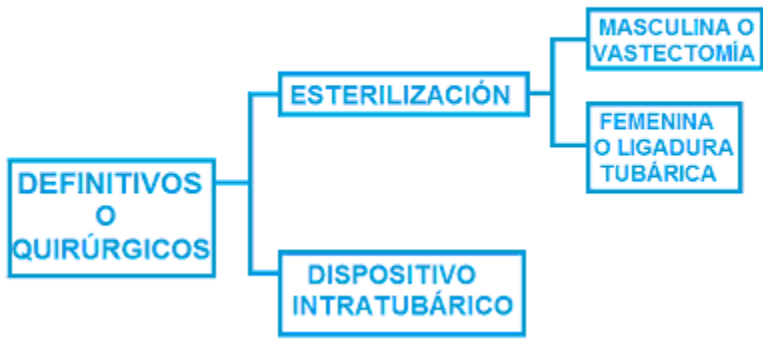 DEFINITIVOS
O
QUIRÚRGICOS
ESTERILIZACIÓN
MASCULINA O
VASTECTOMÍA
FEMENINA
O LIGADURA
TUBÁRICA
DISPOSITIVO
INTRATUBÁRICO